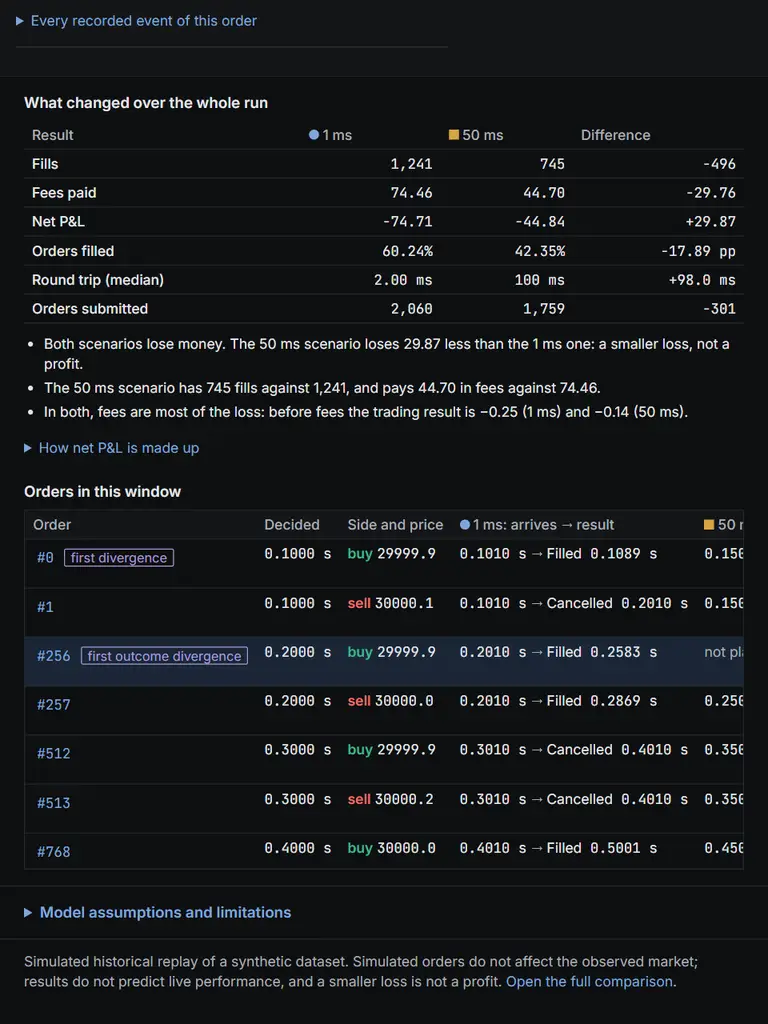 ▶ Every recorded event of this order
What changed over the whole run
Result 1 ms 50 ms Difference
Fills 1,241 745 -496
Fees paid 74.46 44.70 -29.76
Net P&L -74.71 -44.84 +29.87
Orders filled 60.24% 42.35% -17.89 pp
Round trip (median) 2.00 ms 100 ms +98.0 ms
Orders submitted 2,060 1,759 -301
• Both scenarios lose money. The 50 ms scenario loses 29.87 less than the 1 ms one: a smaller loss, not a
profit.
• The 50 ms scenario has 745 fills against 1,241, and pays 44.70 in fees against 74.46.
• In both, fees are most of the loss: before fees the trading result is −0.25 (1 ms) and −0.14 (50 ms).
▶ How net P&L is made up
Orders in this window
Order Decided Side and price 1 ms: arrives → result 50
#0 first divergence 0.1000 s buy 29999.9 0.1010 s → Filled 0.1089 s 0.150
#1 0.1000 s sell 30000.1 0.1010 s → Cancelled 0.2010 s 0.150
#256 first outcome divergence 0.2000 s buy 29999.9 0.2010 s → Filled 0.2583 s not
#257 0.2000 s sell 30000.0 0.2010 s → Filled 0.2869 s 0.250
#512 0.3000 s buy 29999.9 0.3010 s → Cancelled 0.4010 s 0.350
#513 0.3000 s sell 30000.2 0.3010 s → Cancelled 0.4010 s 0.350
#768 0.4000 s buy 30000.0 0.4010 s → Filled 0.5001 s 0.450
▶ Model assumptions and limitations
Simulated historical replay of a synthetic dataset. Simulated orders do not affect the observed market;
results do not predict live performance, and a smaller loss is not a profit. Open the full comparison.